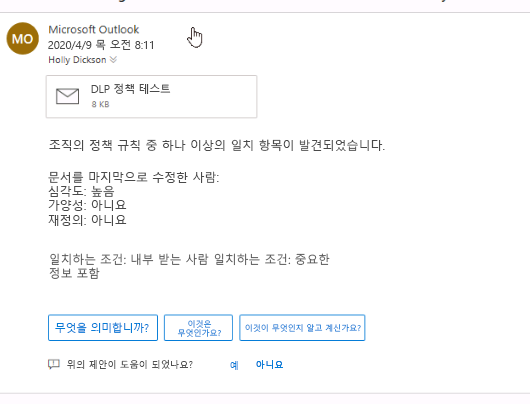 MO
Microsoft Outlook
2020/4/9 목 오전 8:11
Holly Dickson
DLP 정책 테스트
8 KB
조직의 정책 규칙 중 하나 이상의 일치 항목이 발견되었습니다.
문서를 마지막으로 수정한 사람:
심각도: 높음
가양성: 아니요
재정의: 아니요
일치하는 조건: 내부 받는 사람 일치하는 조건: 중요한
정보 포함
무엇을 의미합니까?
이것은
무엇인가요?
이것이 무엇인지 알고 계신가요?
위의 제안이 도움이 되었나요? 예 아니요